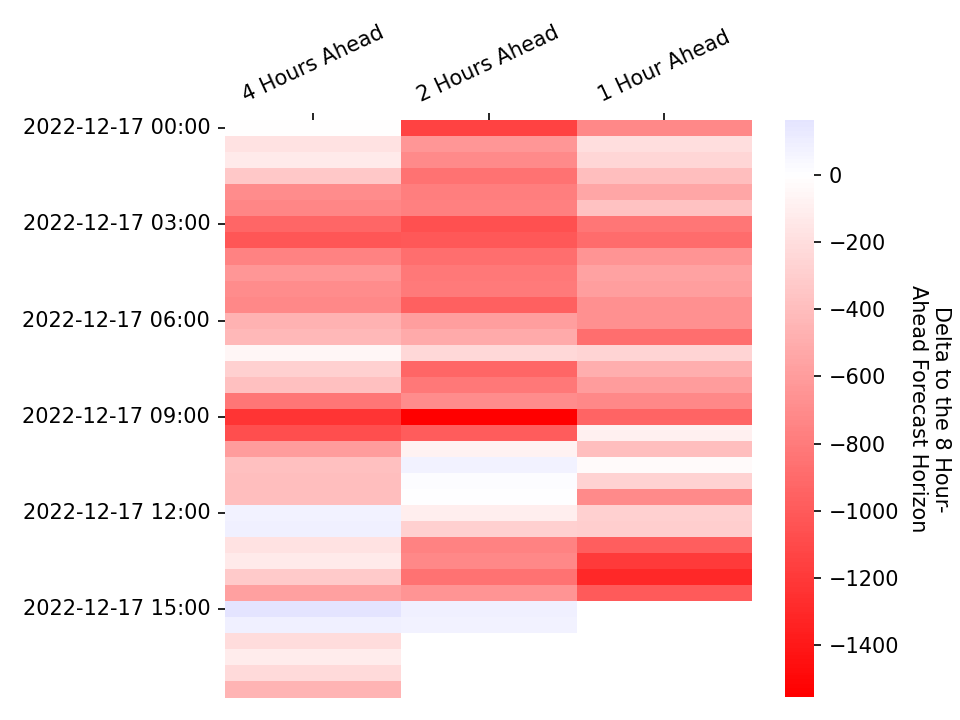 4 Hours Ahead
2 Hours Ahead
1 Hour Ahead
2022-12-17 00:00
2022-12-17 03:00
2022-12-17 06:00
2022-12-17 09:00
2022-12-17 12:00
2022-12-17 15:00
0
−200
−400
−600
−800
−1000
−1200
−1400
Delta to the 8 Hour-
Ahead Forecast Horizon